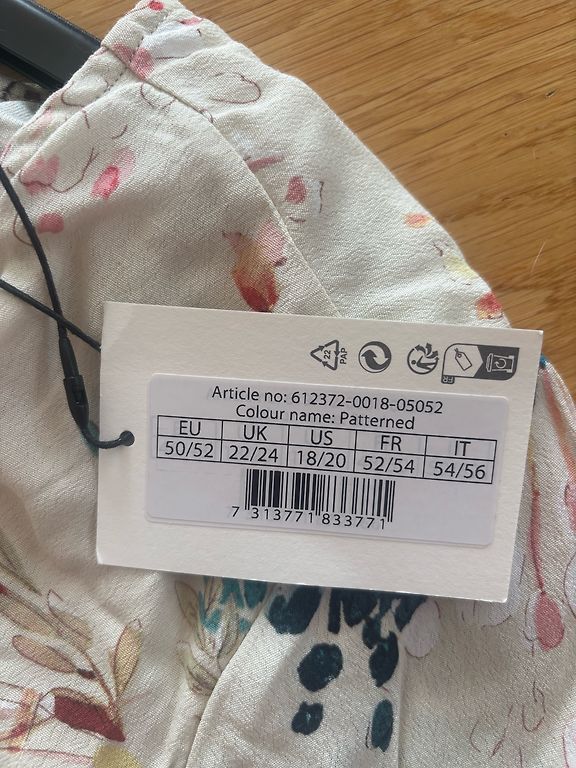 22
PAP
FR
Article no: 612372-0018-05052
Colour name: Patterned
EU UK US FR IT
50/52 22/24 18/20 52/54 54/56
7 313771 833771